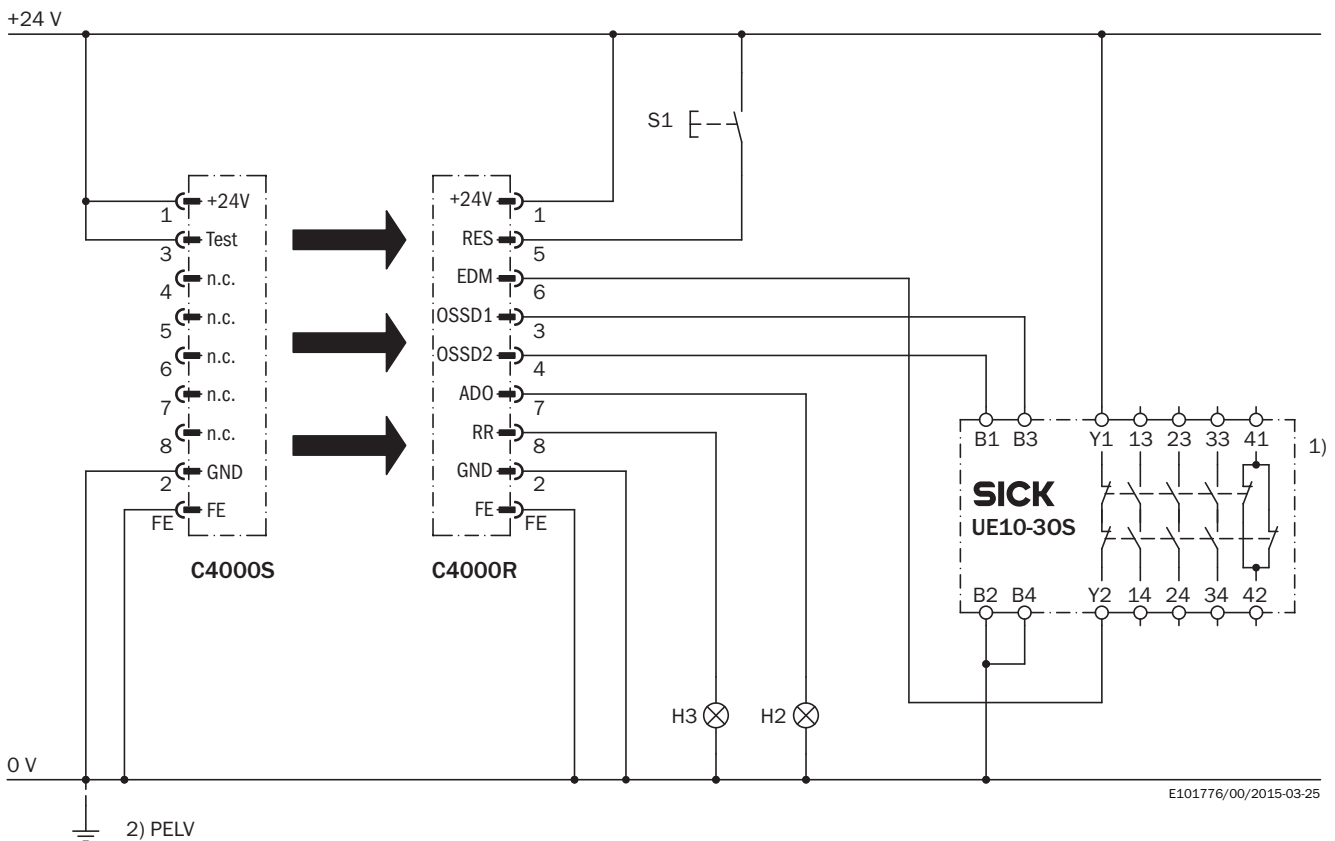 +24 V
S1
1 +24V
3 Test
4 n.c.
5 n.c.
6 n.c.
7 n.c.
8 n.c.
2 GND
FE FE
C4000S
+24V 1
RES 5
EDM 6
OSSD1 3
OSSD2 4
ADO 7
RR 8
GND 2
FE FE
C4000R
B1 B3 Y1 13 23 33 41 1)
SICK
UE10-3OS
B2 B4 Y2 14 24 34 42
H3 H2
0 V
E101776/00/2015-03-25
2) PELV